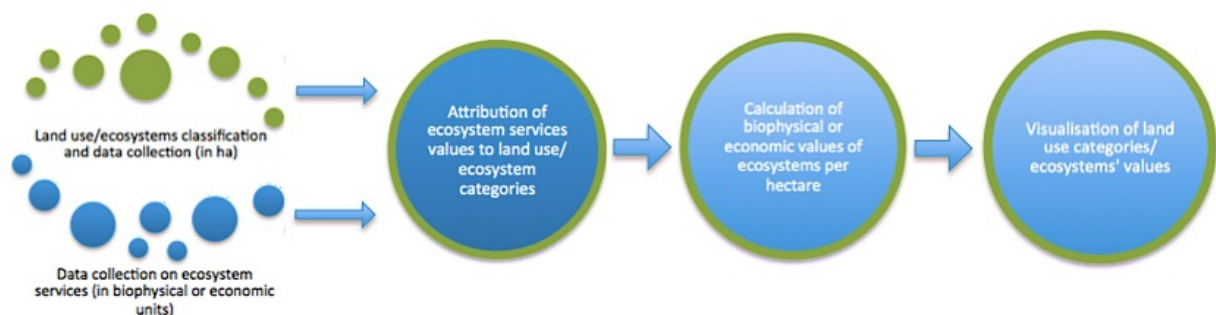 Land use/ecosystems classification
and data collection (in ha)
Data collection on ecosystem
services (in biophysical or economic
units)
Attribution of
ecosystem services
values to land use/
ecosystem
categories
Calculation of
biophysical or
economic values of
ecosystems per
hectare
Visualisation of land
use categories/
ecosystems' values